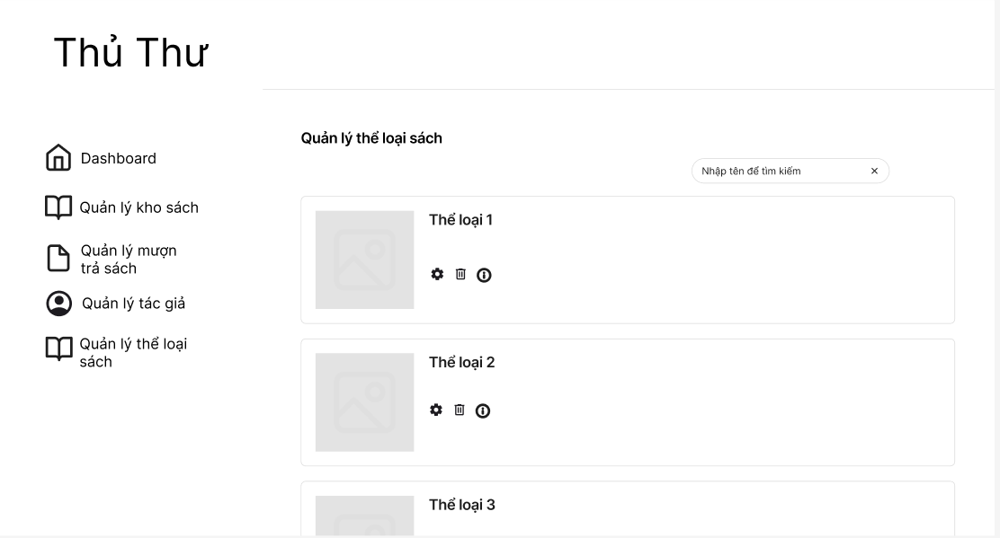 Thủ Thư
Dashboard
Quản lý kho sách
Quản lý mượn
trả sách
Quản lý tác giả
Quản lý thể loại
sách
Quản lý thể loại sách
Nhập tên để tìm kiếm
Thể loại 1
Thể loại 2
Thể loại 3